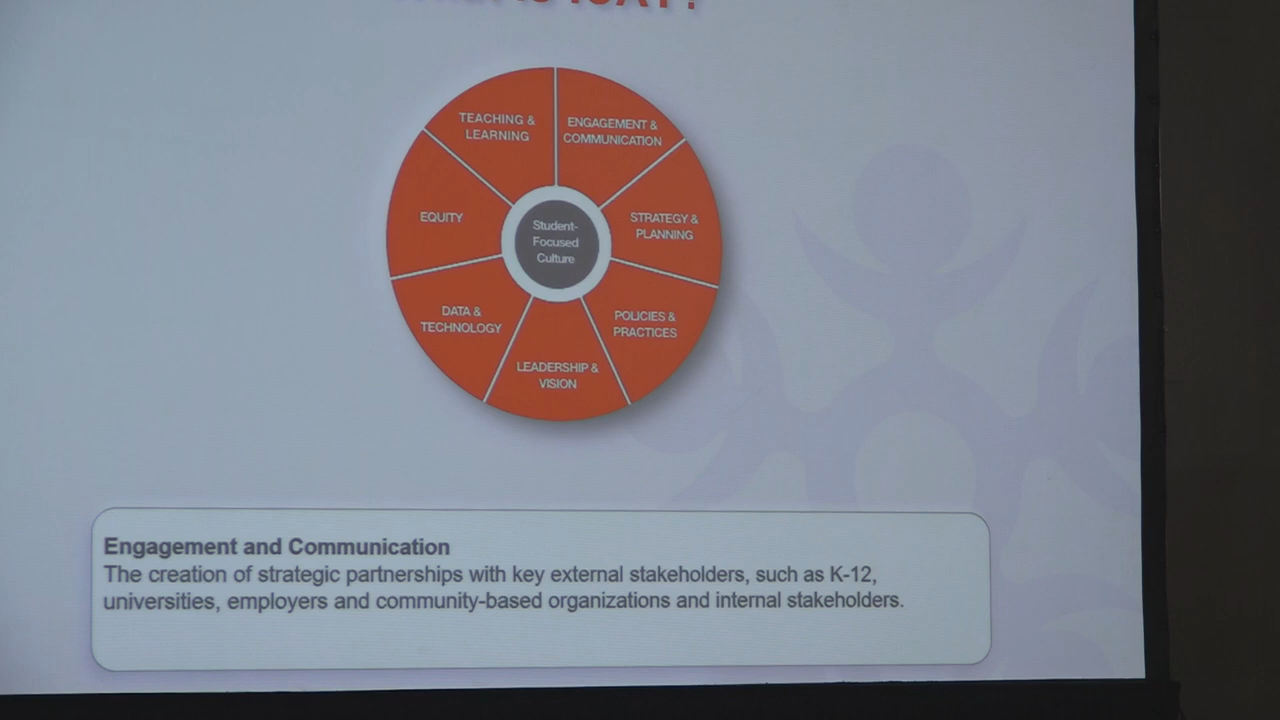 TEACHING &
LEARNING
ENGAGEMENT &
COMMUNICATION
EQUITY
STRATEGY &
PLANNING
Student-
Focused
Culture
DATA &
TECHNOLOGY
POLICIES &
PRACTICES
LEADERSHIP &
VISION
Engagement and Communication
The creation of strategic partnerships with key external stakeholders, such as K-12,
universities, employers and community-based organizations and internal stakeholders.